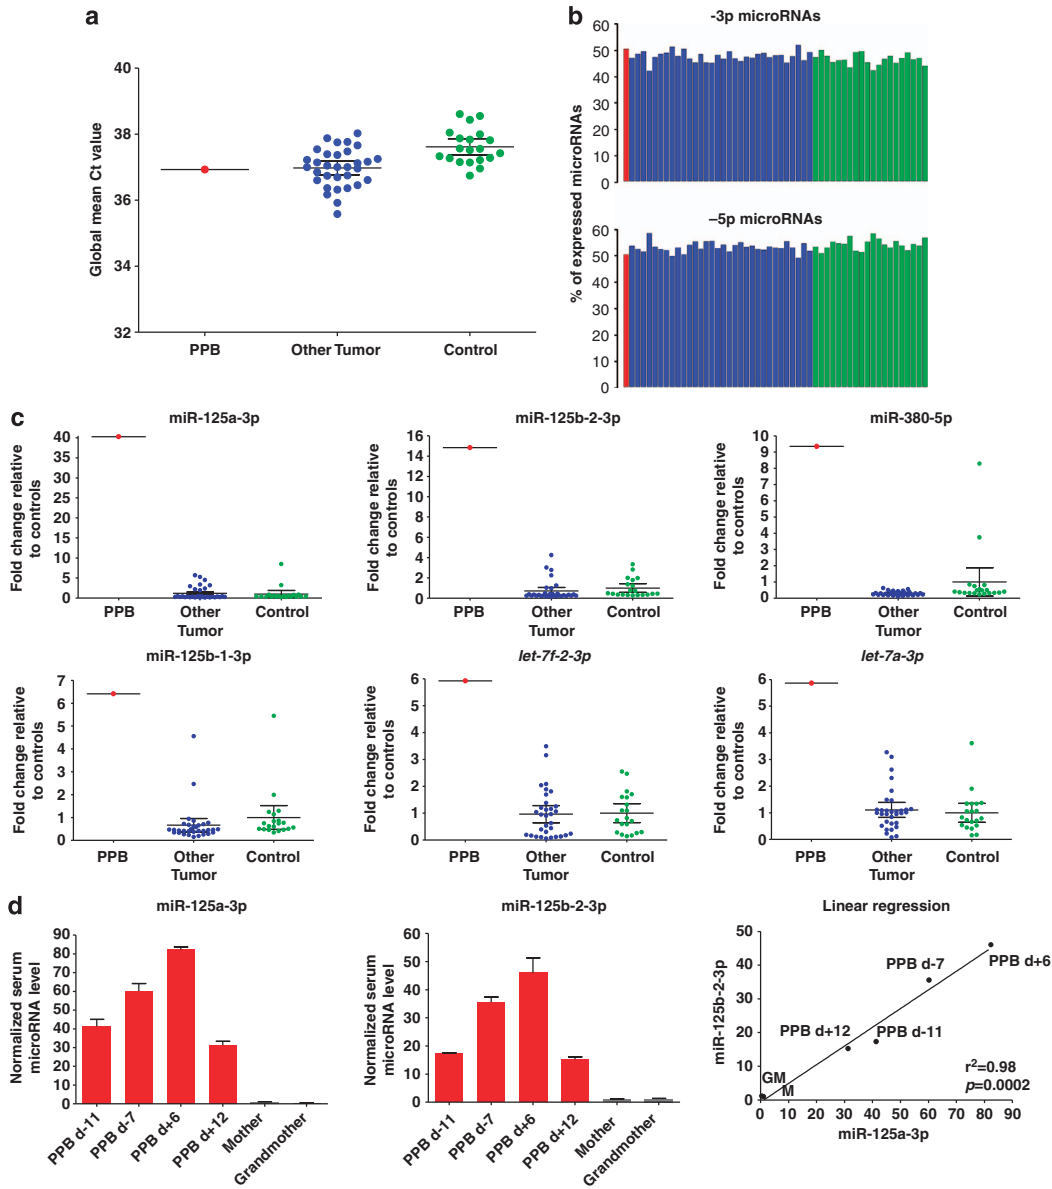 a
Global mean Ct value
40
38
36
34
32
PPB
Other Tumor
Control
b
-3p microRNAs
60
50
40
30
20
10
0
% of expressed microRNAs
–5p microRNAs
60
50
40
30
20
10
0
c
miR-125a-3p
Fold change relative
to controls
40
35
30
25
20
15
10
5
0
PPB
Other
Tumor
Control
miR-125b-2-3p
Fold change relative
to controls
16
14
12
10
8
6
4
2
0
PPB
Other
Tumor
Control
miR-380-5p
Fold change relative
to controls
10
9
8
7
6
5
4
3
2
1
0
PPB
Other
Tumor
Control
miR-125b-1-3p
Fold change relative
to controls
7
6
5
4
3
2
1
0
PPB
Other
Tumor
Control
let-7f-2-3p
Fold change relative
to controls
6
5
4
3
2
1
0
PPB
Other
Tumor
Control
let-7a-3p
Fold change relative
to controls
6
5
4
3
2
1
0
PPB
Other
Tumor
Control
d
miR-125a-3p
Normalized serum
microRNA level
90
80
70
60
50
40
30
20
10
0
PPB d-11
PPB d-7
PPB d+6
PPB d+12
Mother
Grandmother
miR-125b-2-3p
Normalized serum
microRNA level
60
50
40
30
20
10
0
PPB d-11
PPB d-7
PPB d+6
PPB d+12
Mother
Grandmother
Linear regression
miR-125b-2-3p
50
40
30
20
10
0
PPB d-7
PPB d+6
PPB d+12
PPB d-11
GM
M
r2=0.98
p=0.0002
0 10 20 30 40 50 60 70 80 90
miR-125a-3p